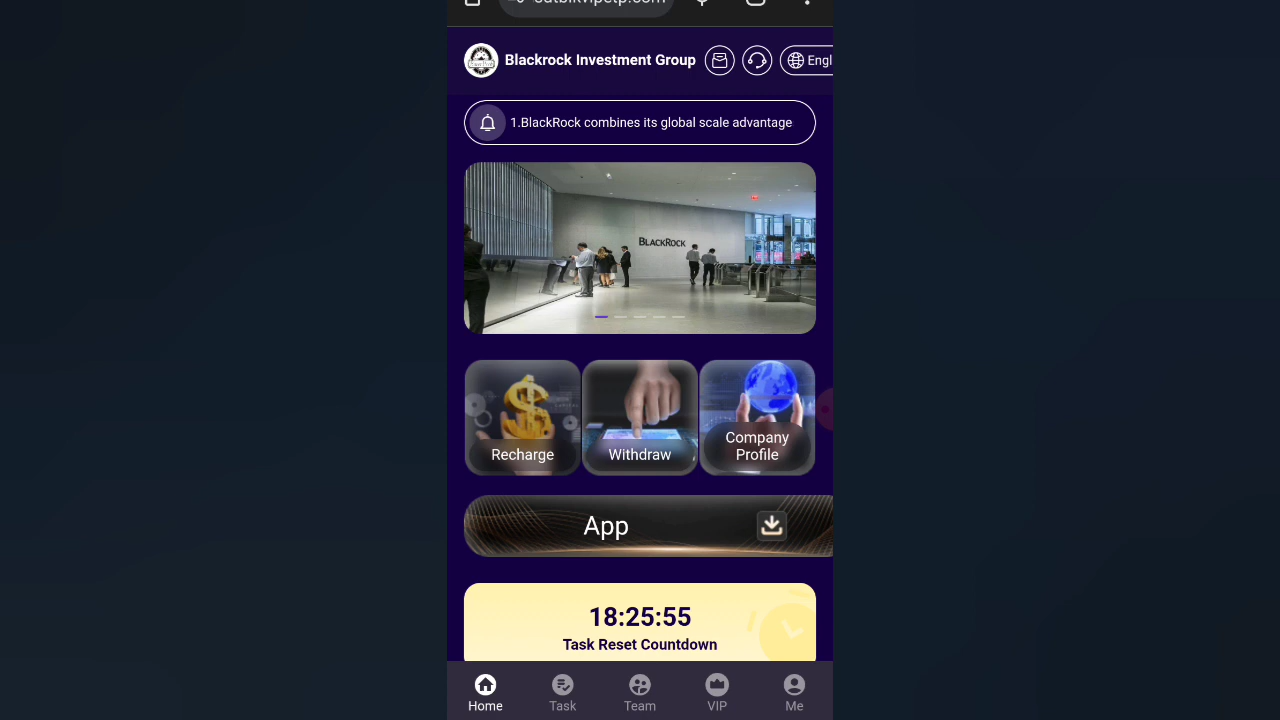 Blackrock Investment Group
Engl
1.BlackRock combines its global scale advantage
BLACKROCK
Recharge
Withdraw
Company
Profile
App
18:25:55
Task Reset Countdown
Home
Task
Team
VIP
Me